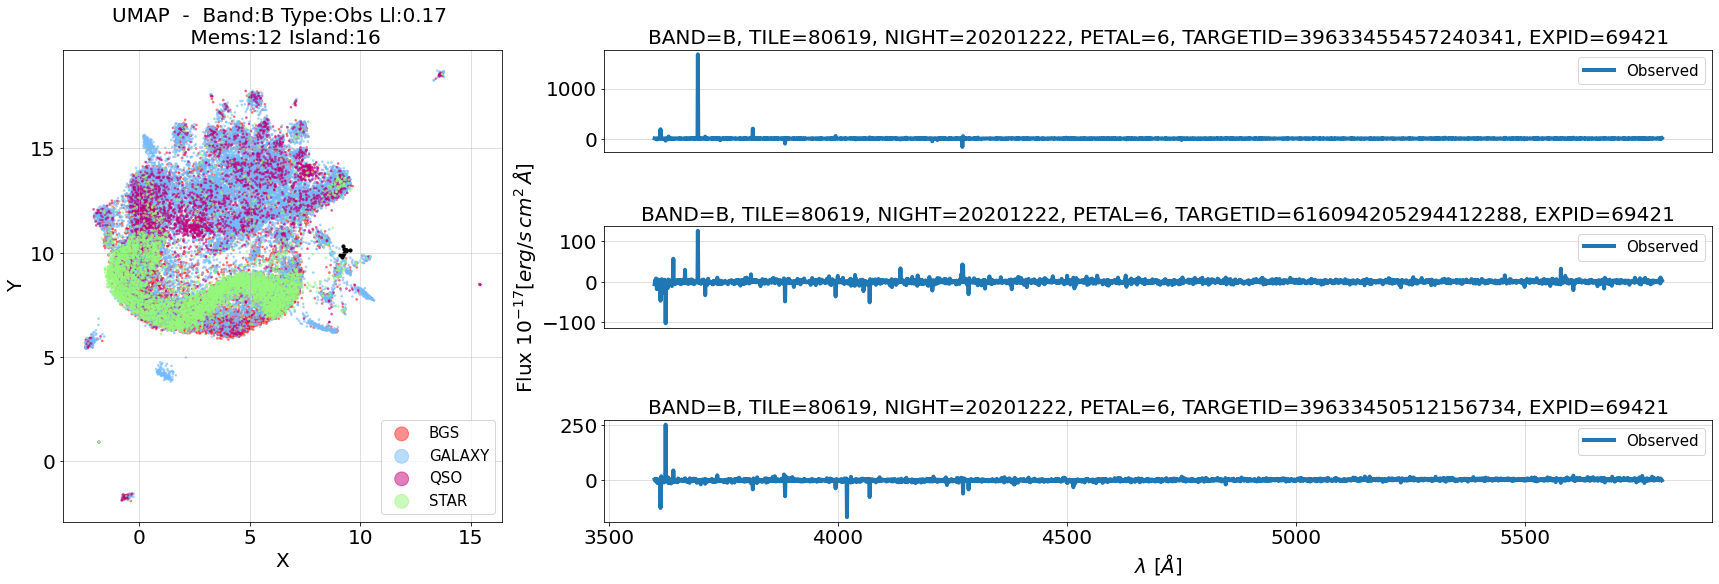 UMAP  -  Band:B Type:Obs Ll:0.17
Mems:12 Island:16
15
10
5
0
Y
0
5
10
15
X
BGS
GALAXY
QSO
STAR
Flux 10⁻¹⁷[erg/s cm² Å]
BAND=B, TILE=80619, NIGHT=20201222, PETAL=6, TARGETID=39633455457240341, EXPID=69421
1000
0
Observed
BAND=B, TILE=80619, NIGHT=20201222, PETAL=6, TARGETID=616094205294412288, EXPID=69421
100
0
−100
Observed
BAND=B, TILE=80619, NIGHT=20201222, PETAL=6, TARGETID=39633450512156734, EXPID=69421
250
0
Observed
3500
4000
4500
5000
5500
λ [Å]